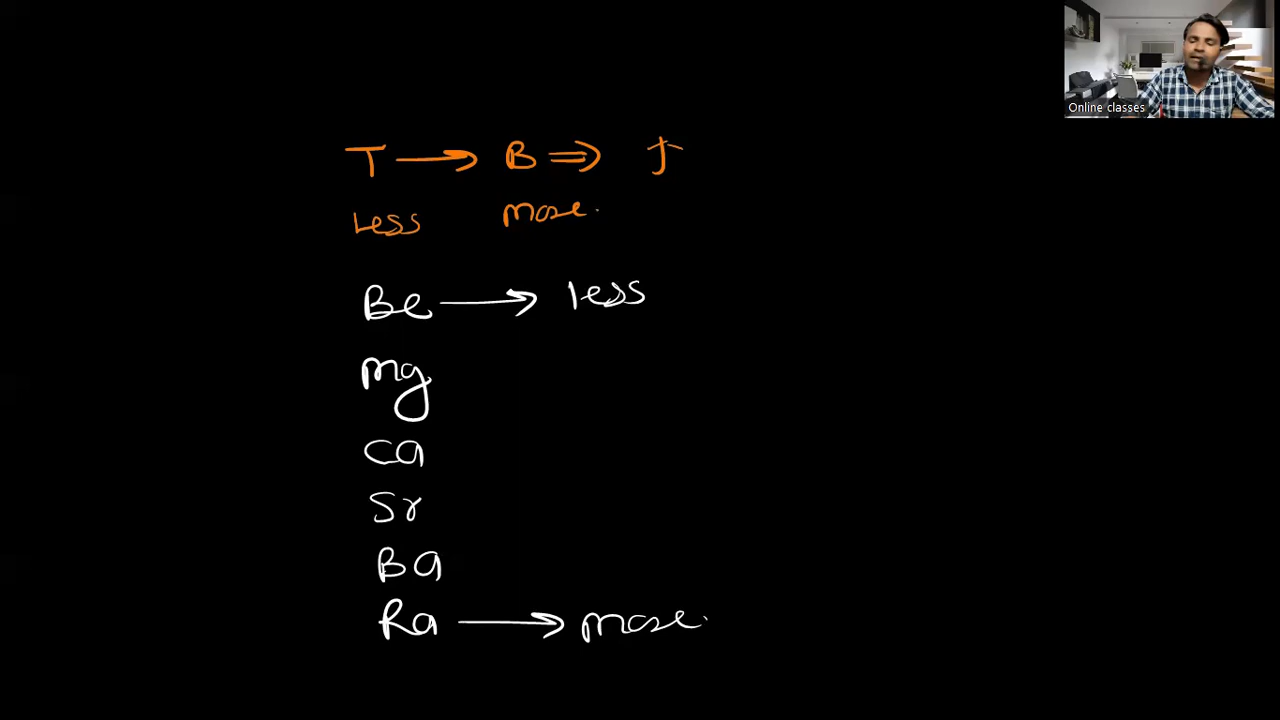 Online classes
T → B ⇒ ↑
Less more.
Be → less
mg
Ca
Sr
Ba
Ra → more.